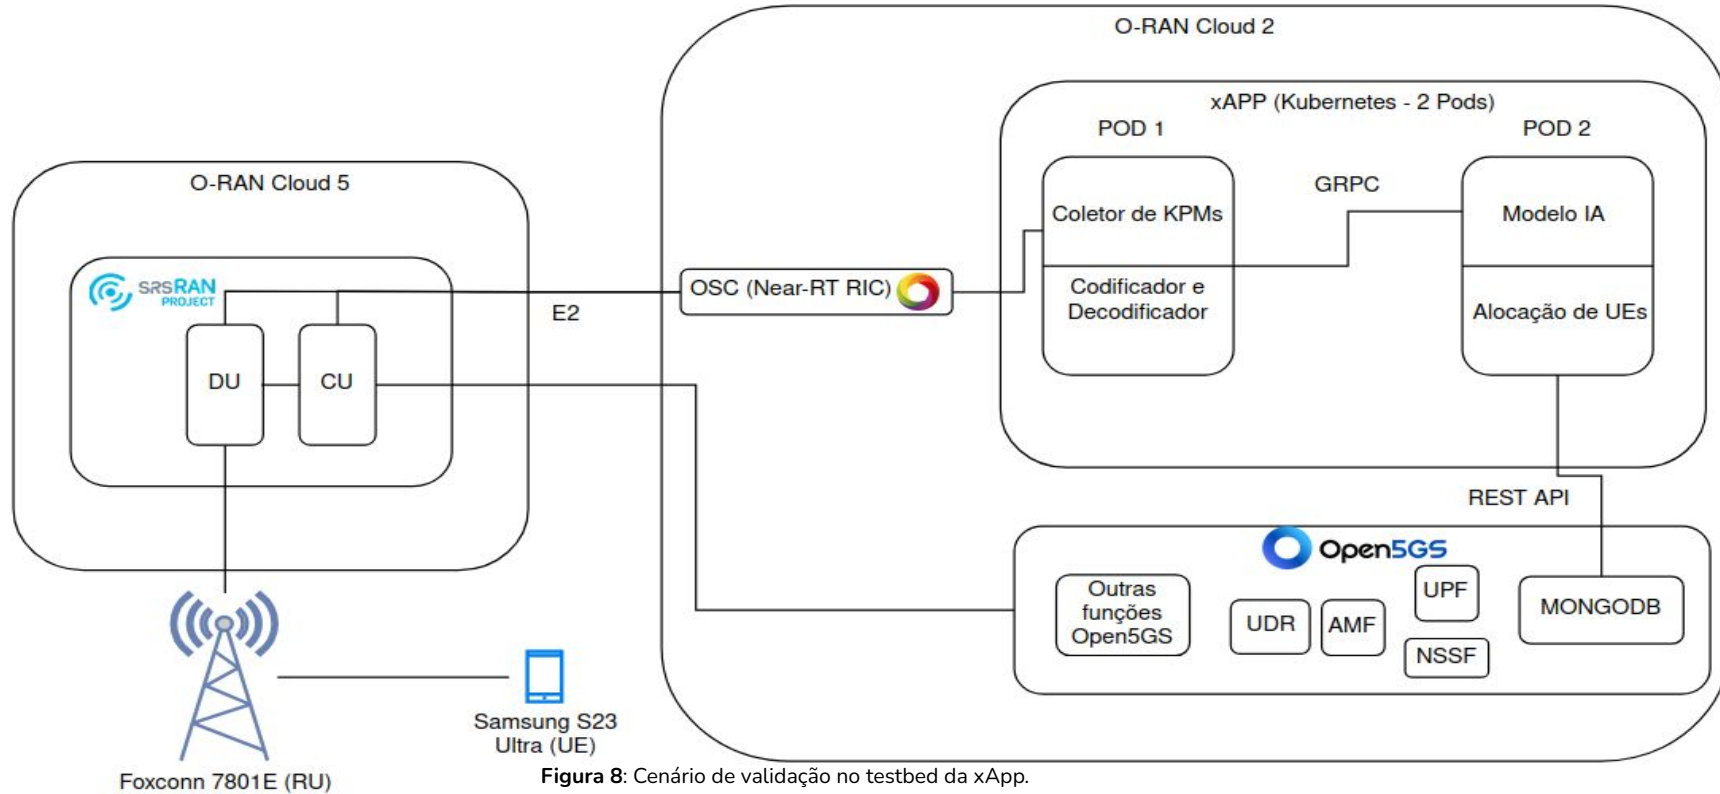 O-RAN Cloud 2
xAPP (Kubernetes - 2 Pods)
POD 1
POD 2
GRPC
Coletor de KPMs
Codificador e
Decodificador
Modelo IA
Alocação de UEs
O-RAN Cloud 5
srsRAN
PROJECT
DU
CU
E2
OSC (Near-RT RIC)
REST API
Open5GS
Outras
funções
Open5GS
UDR
AMF
UPF
NSSF
MONGODB
Samsung S23
Ultra (UE)
Foxconn 7801E (RU)
Figura 8: Cenário de validação no testbed da xApp.